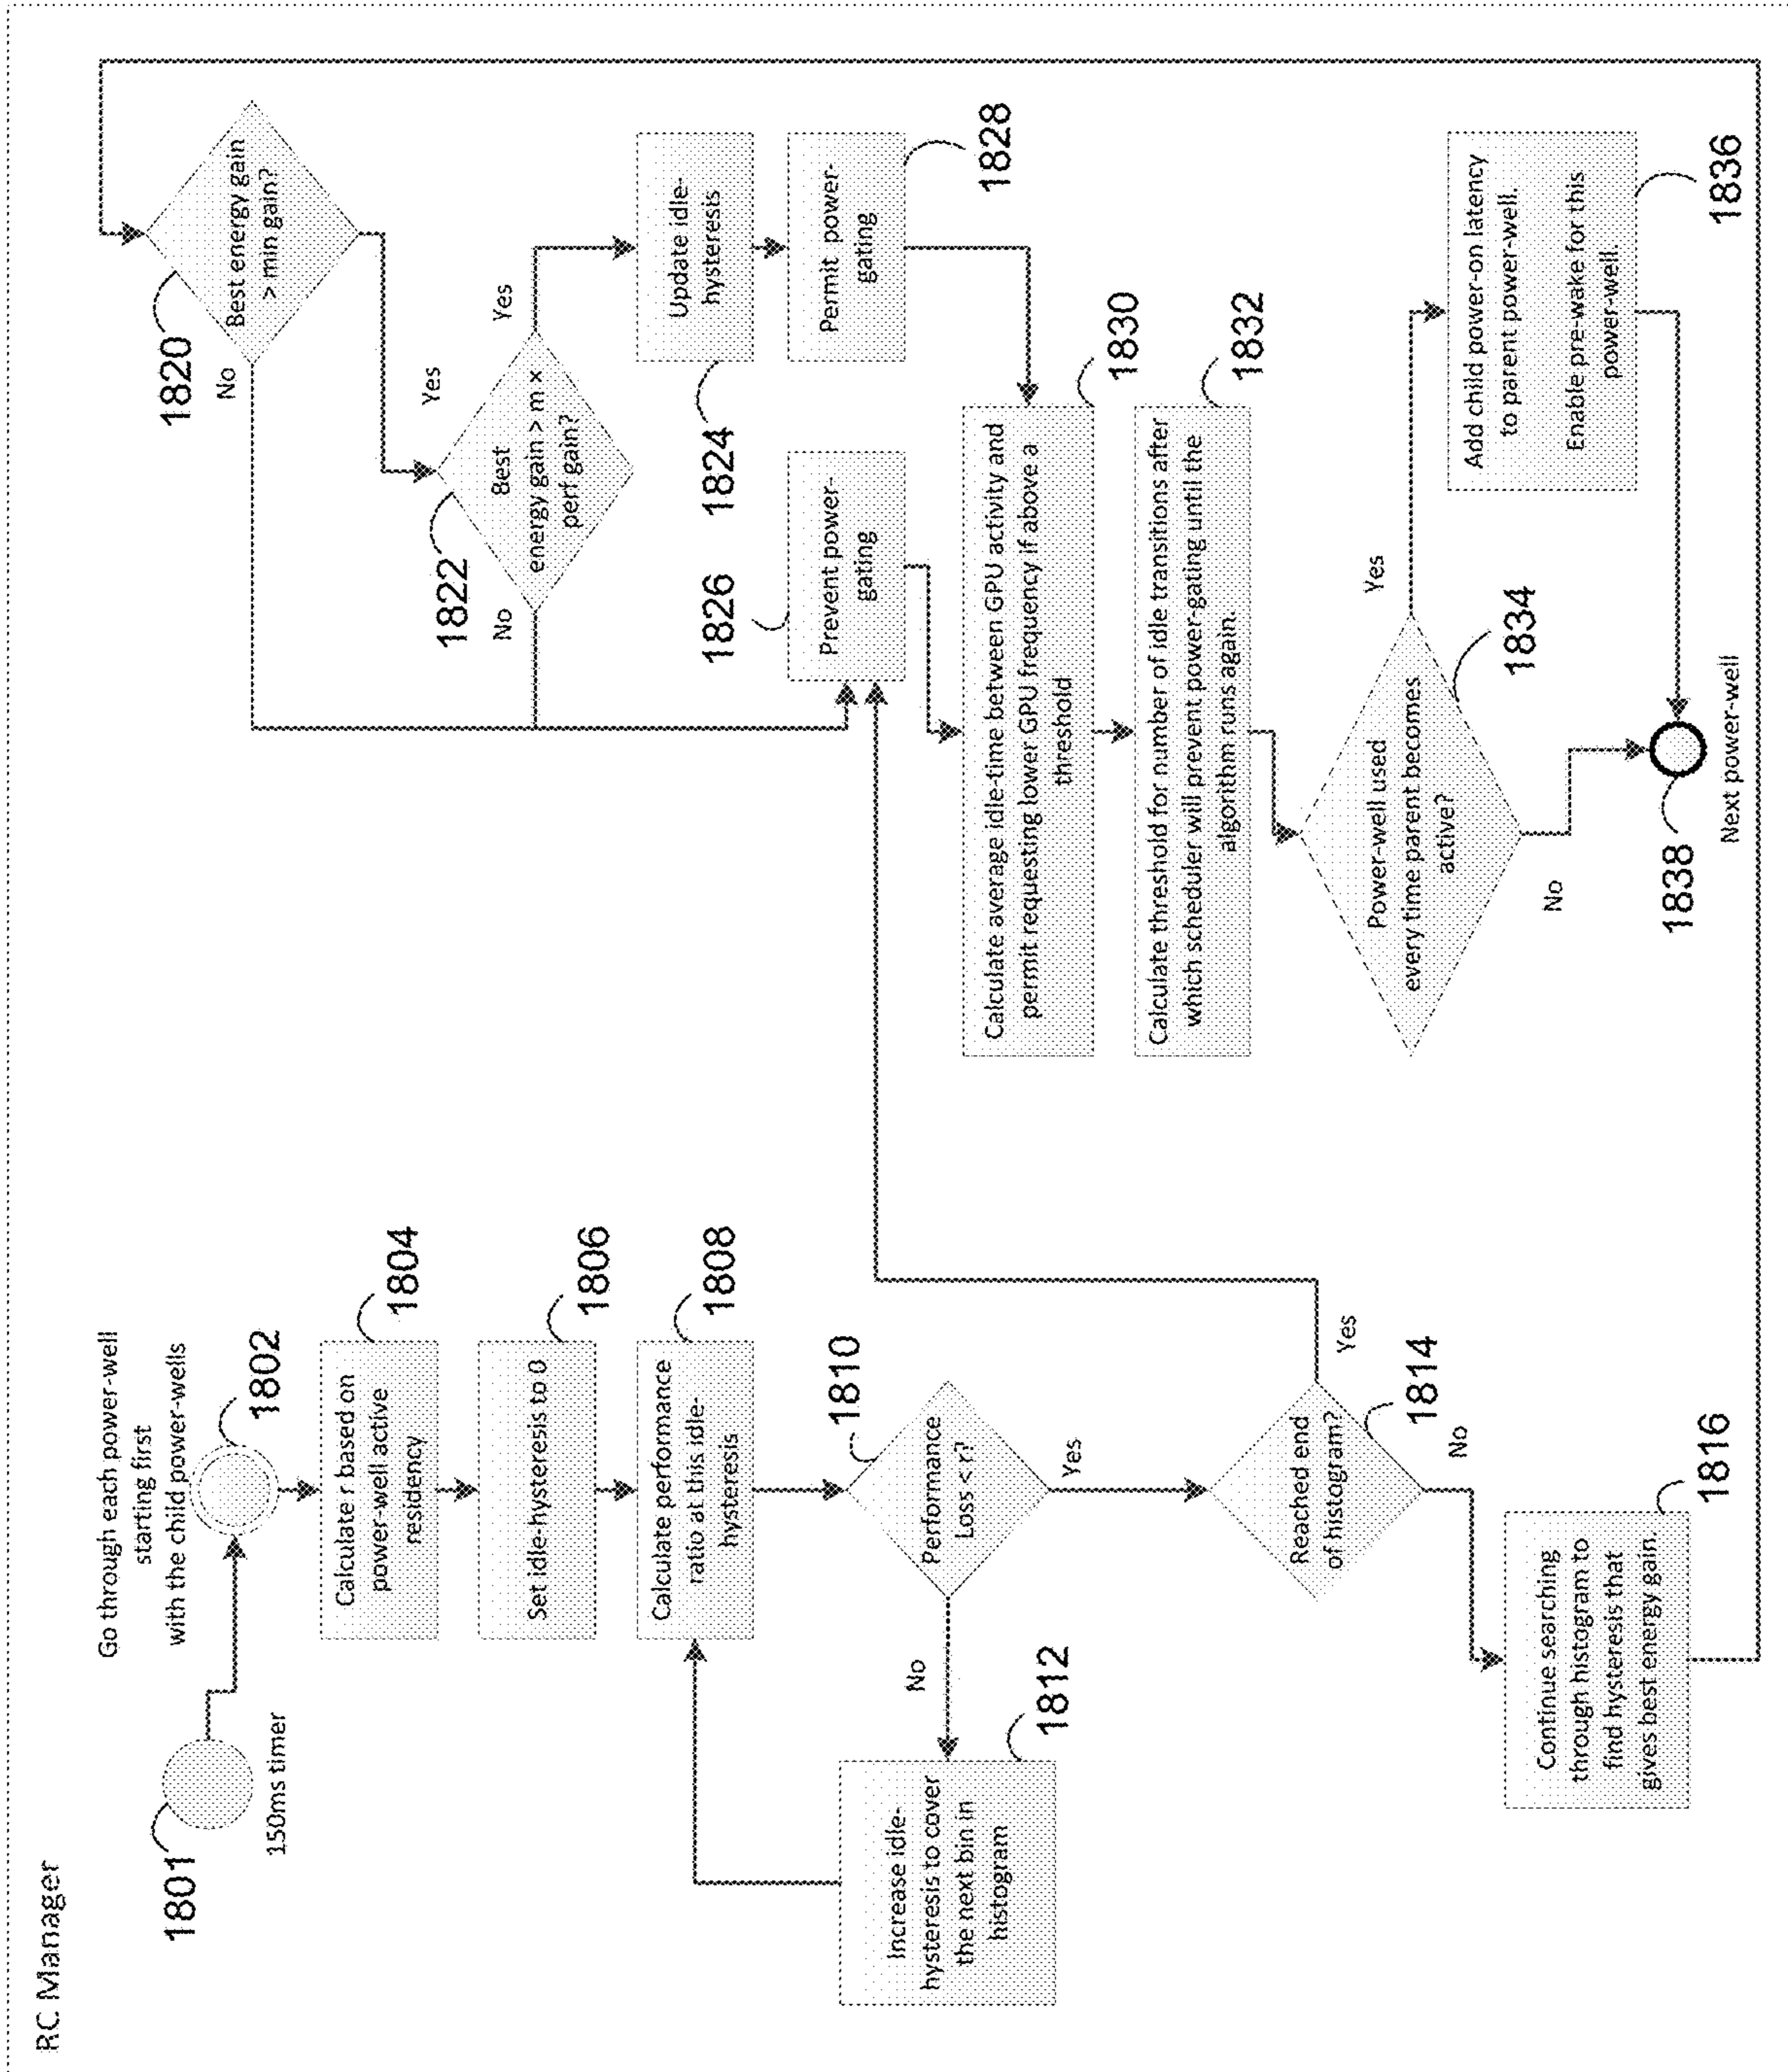 RC Manager
1801
150ms timer
Go through each power-well
starting first
with the child power-wells
1802
Calculate r based on
power-well active
residency
1804
Set idle-hysteresis to 0
1806
Calculate performance
ratio at this idle-
hysteresis
1808
Performance
Loss < r?
1810
No
Yes
Increase idle-
hysteresis to cover
the next bin in
histogram
1812
Reached end
of histogram?
1814
Yes
No
Continue searching
through histogram to
find hysteresis that
gives best energy gain.
1816
Best energy gain
> min gain?
1820
No
Yes
Best
energy gain > m ×
perf gain?
1822
No
Yes
Update idle-
hysteresis
1824
Prevent power-
gating
1826
Permit power-
gating
1828
Calculate average idle-time between GPU activity and
permit requesting lower GPU frequency if above a
threshold
1830
Calculate threshold for number of idle transitions after
which scheduler will prevent power-gating until the
algorithm runs again.
1832
Power-well used
every time parent becomes
active?
1834
Yes
No
Add child power-on latency
to parent power-well.
Enable pre-wake for this
power-well.
1836
1838
Next power-well